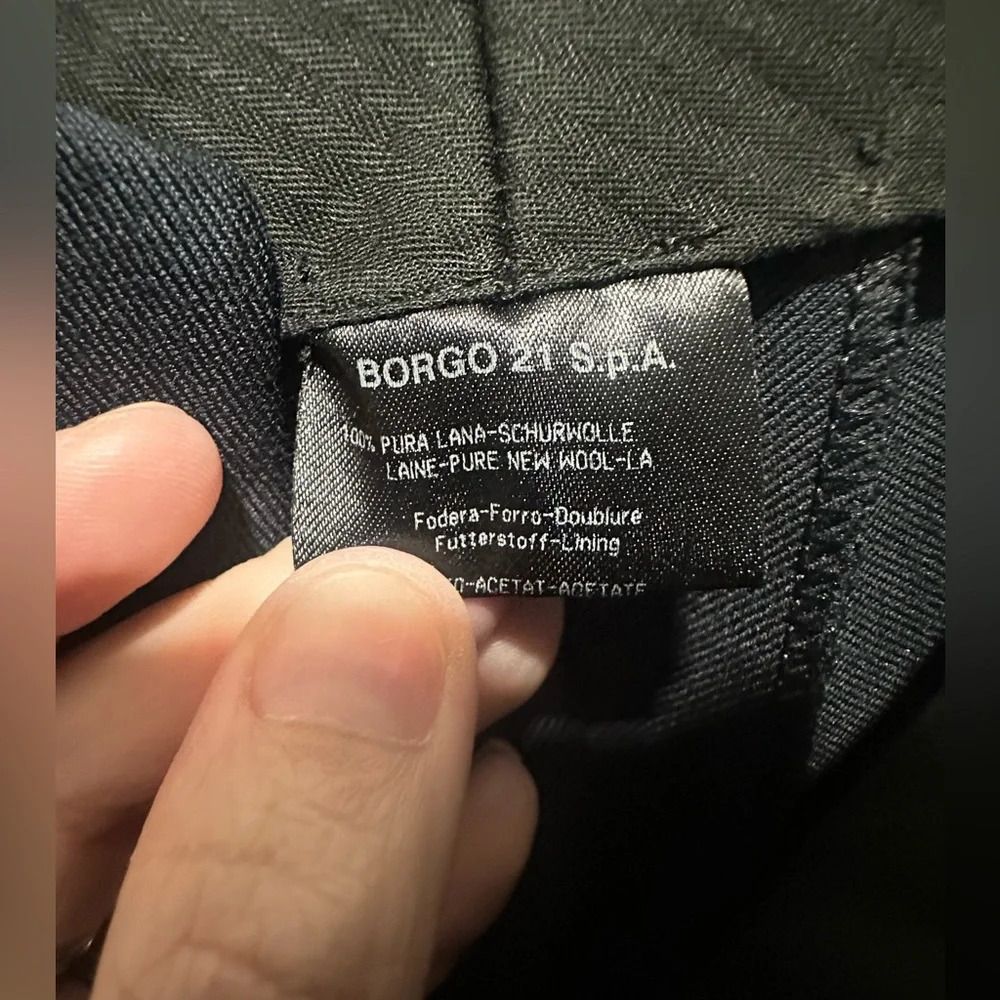 BORGO 21 S.p.A.
100% PURA LANA-SCHURWOLLE
LAINE-PURE NEW WOOL-LA
Fodera-Forro-Doublure
Futterstoff-Lining
-ACETAT-ACETATE